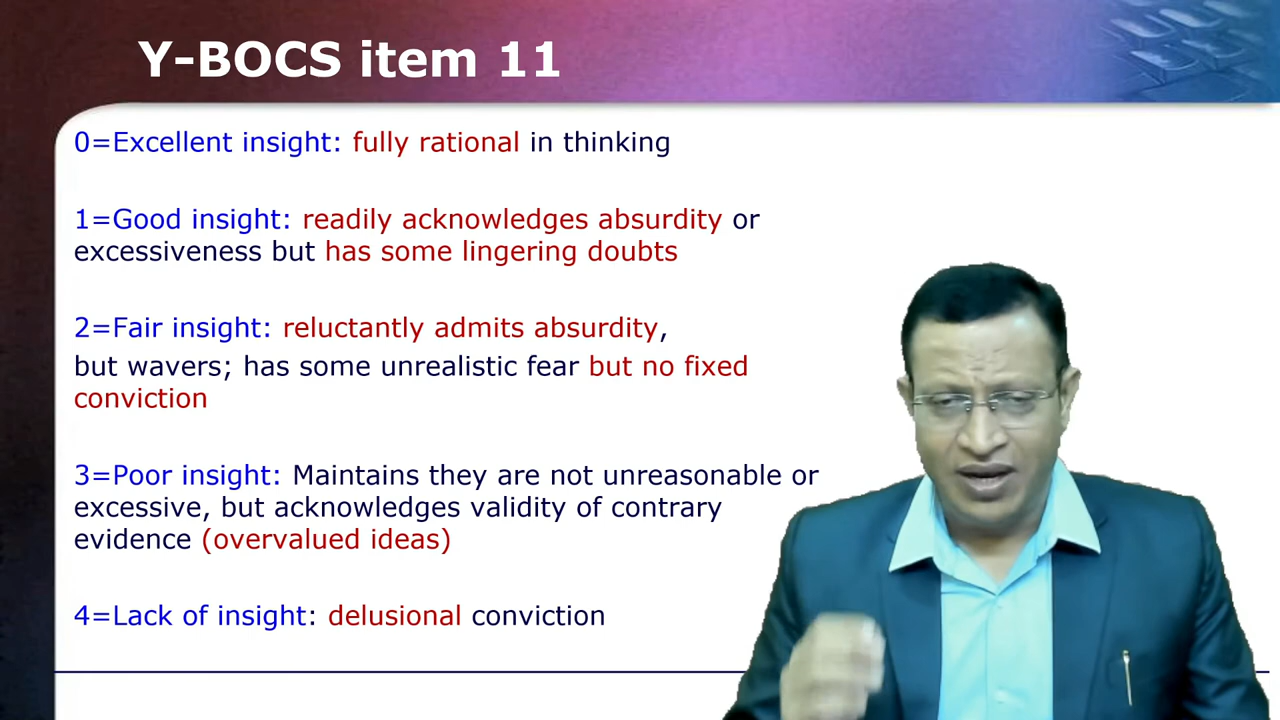 Y-BOCS item 11
0=Excellent insight: fully rational in thinking
1=Good insight: readily acknowledges absurdity or
excessiveness but has some lingering doubts
2=Fair insight: reluctantly admits absurdity,
but wavers; has some unrealistic fear but no fixed
conviction
3=Poor insight: Maintains they are not unreasonable or
excessive, but acknowledges validity of contrary
evidence (overvalued ideas)
4=Lack of insight: delusional conviction